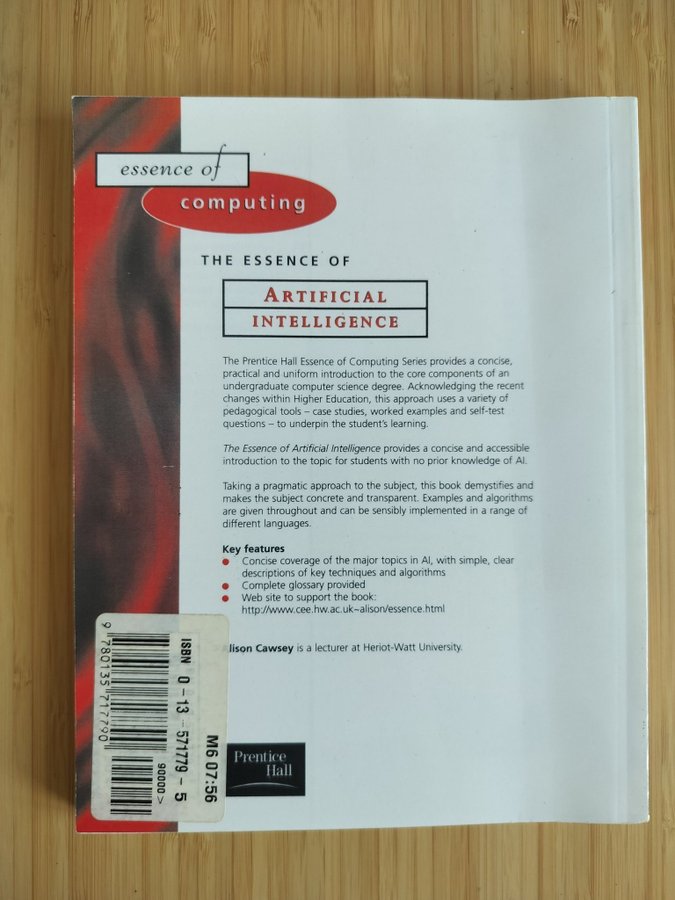 essence of
computing
THE ESSENCE OF
ARTIFICIAL
INTELLIGENCE
The Prentice Hall Essence of Computing Series provides a concise,
practical and uniform introduction to the core components of an
undergraduate computer science degree. Acknowledging the recent
changes within Higher Education, this approach uses a variety of
pedagogical tools – case studies, worked examples and self-test
questions – to underpin the student's learning.
The Essence of Artificial Intelligence provides a concise and accessible
introduction to the topic for students with no prior knowledge of AI.
Taking a pragmatic approach to the subject, this book demystifies and
makes the subject concrete and transparent. Examples and algorithms
are given throughout and can be sensibly implemented in a range of
different languages.
Key features
● Concise coverage of the major topics in AI, with simple, clear
descriptions of key techniques and algorithms
● Complete glossary provided
● Web site to support the book:
http://www.cee.hw.ac.uk~alison/essence.html
lison Cawsey is a lecturer at Heriot-Watt University.
Prentice
Hall
M6 07:56
ISBN 0-13-571779-5
90000>
9 780135 717790